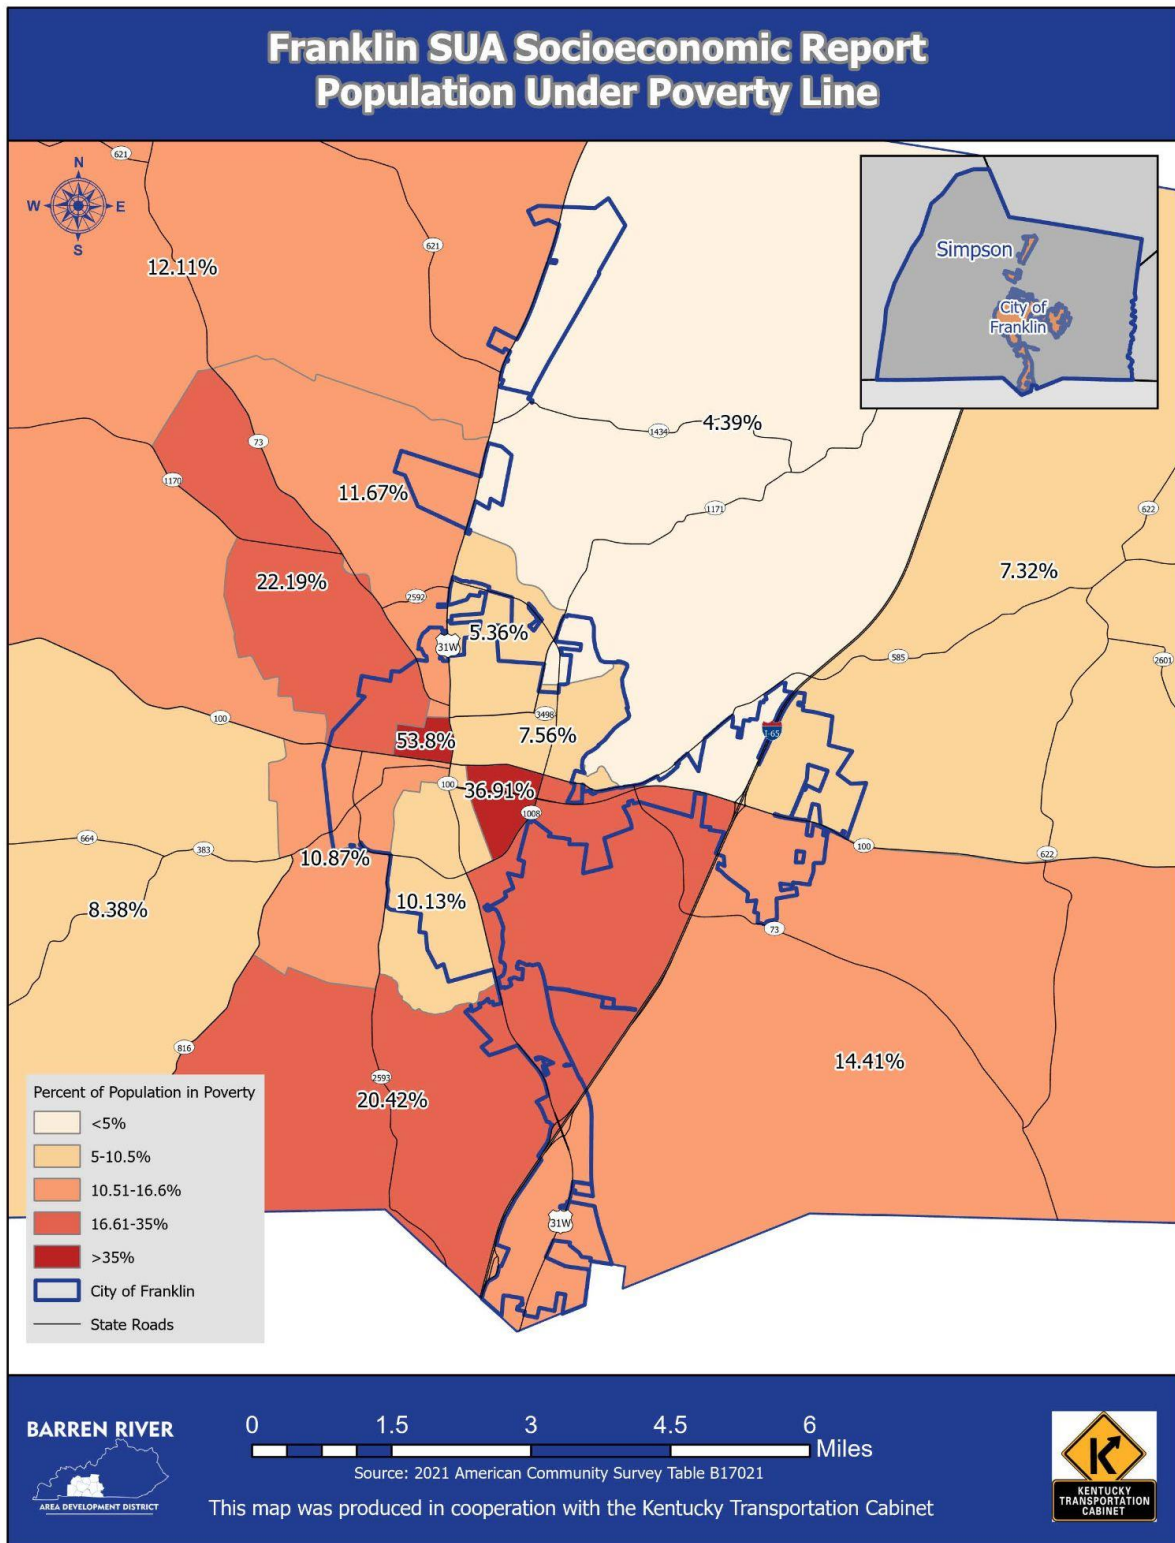 Franklin SUA Socioeconomic Report
Population Under Poverty Line
N
W
E
S
621
621
12.11%
Simpson
City of
Franklin
73
1434
4.39%
1170
11.67%
1171
622
22.19%
7.32%
2592
31W
5.36%
585
2601
100
3498
53.8%
7.56%
I-65
100
36.91%
1008
664
383
10.87%
100
622
8.38%
10.13%
73
816
2593
14.41%
20.42%
31W
Percent of Population in Poverty
<5%
5-10.5%
10.51-16.6%
16.61-35%
>35%
City of Franklin
State Roads
BARREN RIVER
AREA DEVELOPMENT DISTRICT
0 1.5 3 4.5 6
Miles
Source: 2021 American Community Survey Table B17021
This map was produced in cooperation with the Kentucky Transportation Cabinet
K
KENTUCKY
TRANSPORTATION
CABINET